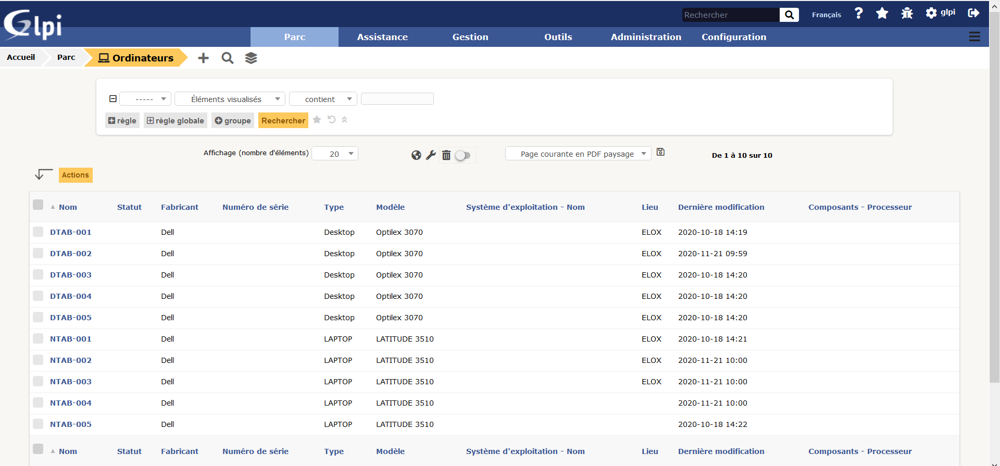 Glpi
Rechercher Français ? glpi
Parc Assistance Gestion Outils Administration Configuration
Accueil Parc Ordinateurs
----- Éléments visualisés contient
règle règle globale groupe Rechercher
Affichage (nombre d'éléments) 20 Page courante en PDF paysage De 1 à 10 sur 10
Actions
Nom Statut Fabricant Numéro de série Type Modèle Système d'exploitation - Nom Lieu Dernière modification Composants - Processeur
DTAB-001 Dell Desktop Optilex 3070 ELOX 2020-10-18 14:19
DTAB-002 Dell Desktop Optilex 3070 ELOX 2020-11-21 09:59
DTAB-003 Dell Desktop Optilex 3070 ELOX 2020-10-18 14:20
DTAB-004 Dell Desktop Optilex 3070 ELOX 2020-10-18 14:20
DTAB-005 Dell Desktop Optilex 3070 ELOX 2020-10-18 14:20
NTAB-001 Dell LAPTOP LATITUDE 3510 ELOX 2020-10-18 14:21
NTAB-002 Dell LAPTOP LATITUDE 3510 ELOX 2020-11-21 10:00
NTAB-003 Dell LAPTOP LATITUDE 3510 ELOX 2020-11-21 10:00
NTAB-004 Dell LAPTOP LATITUDE 3510 2020-11-21 10:00
NTAB-005 Dell LAPTOP LATITUDE 3510 2020-10-18 14:22
Nom Statut Fabricant Numéro de série Type Modèle Système d'exploitation - Nom Lieu Dernière modification Composants - Processeur